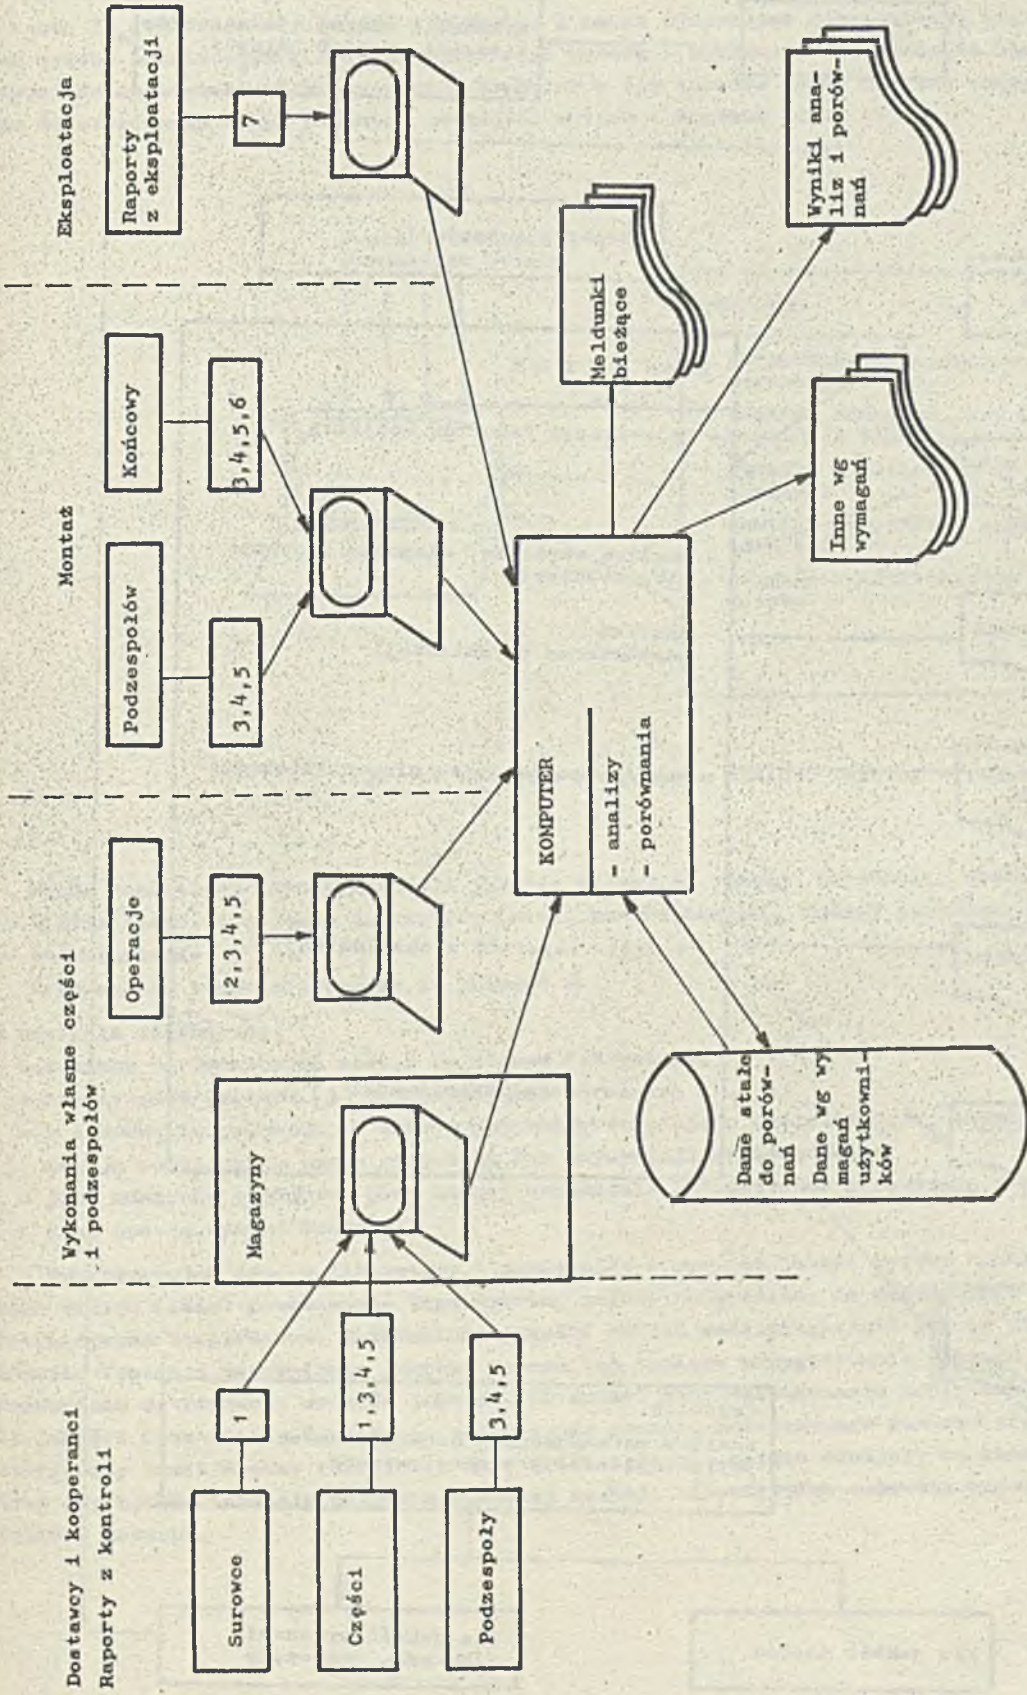 Dostawcy i kooperanci
Raporty z kontroli
Surowce
1
Części
1,3,4,5
Podzespoły
3,4,5
Wykonania własne części
i podzespołów
Magazyny
Operacje
2,3,4,5
Montaż
Podzespołów
3,4,5
Końcowy
3,4,5,6
Eksploatacja
Raporty
z eksploatacji
7
KOMPUTER
- analizy
- porównania
Dane stałe
do porów-
nań
Dane wg wy
magań
użytkowni-
ków
Meldunki
bieżące
Inne wg
wymagań
Wyniki ana-
liz i porów-
nań